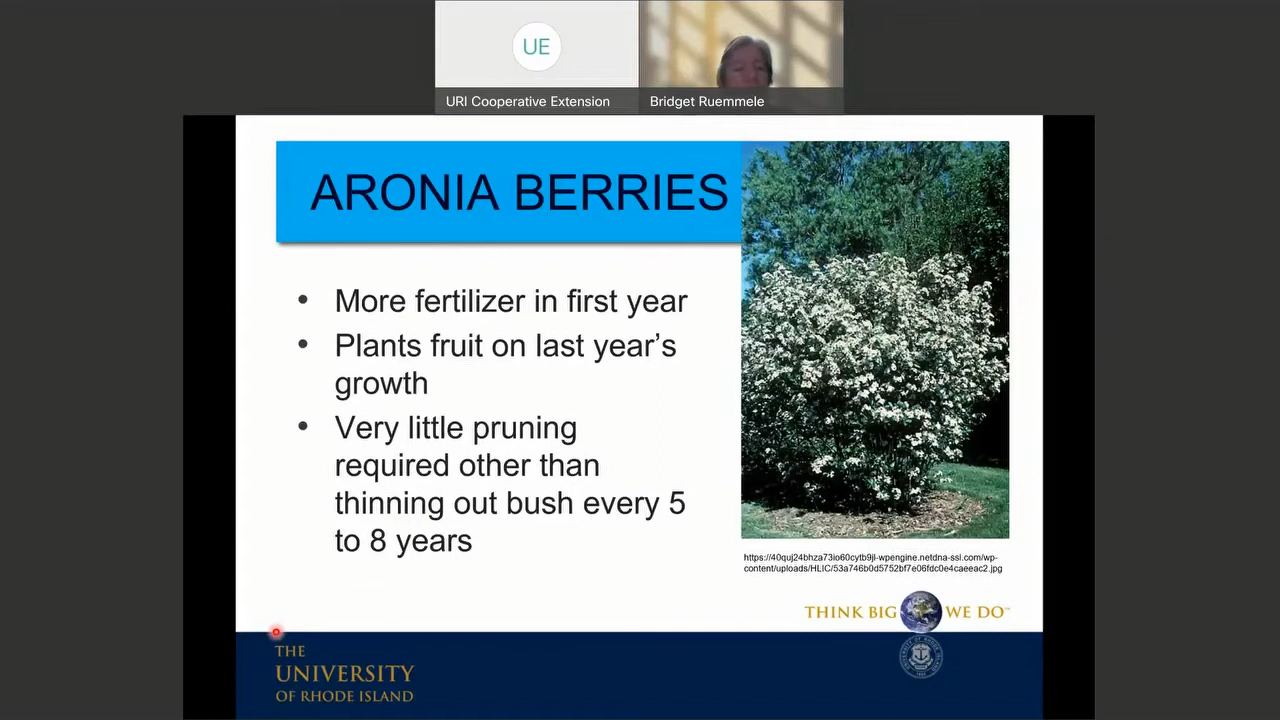 UE
URI Cooperative Extension
Bridget Ruemmele
ARONIA BERRIES
• More fertilizer in first year
• Plants fruit on last year's
growth
• Very little pruning
required other than
thinning out bush every 5
to 8 years
https://40quj24bhza73io60cytb9jl-wpengine.netdna-ssl.com/wp-
content/uploads/HLIC/53a746b0d5752bf7e06fdc0e4caeeac2.jpg
THINK BIG WE DO™
THE
UNIVERSITY
OF RHODE ISLAND